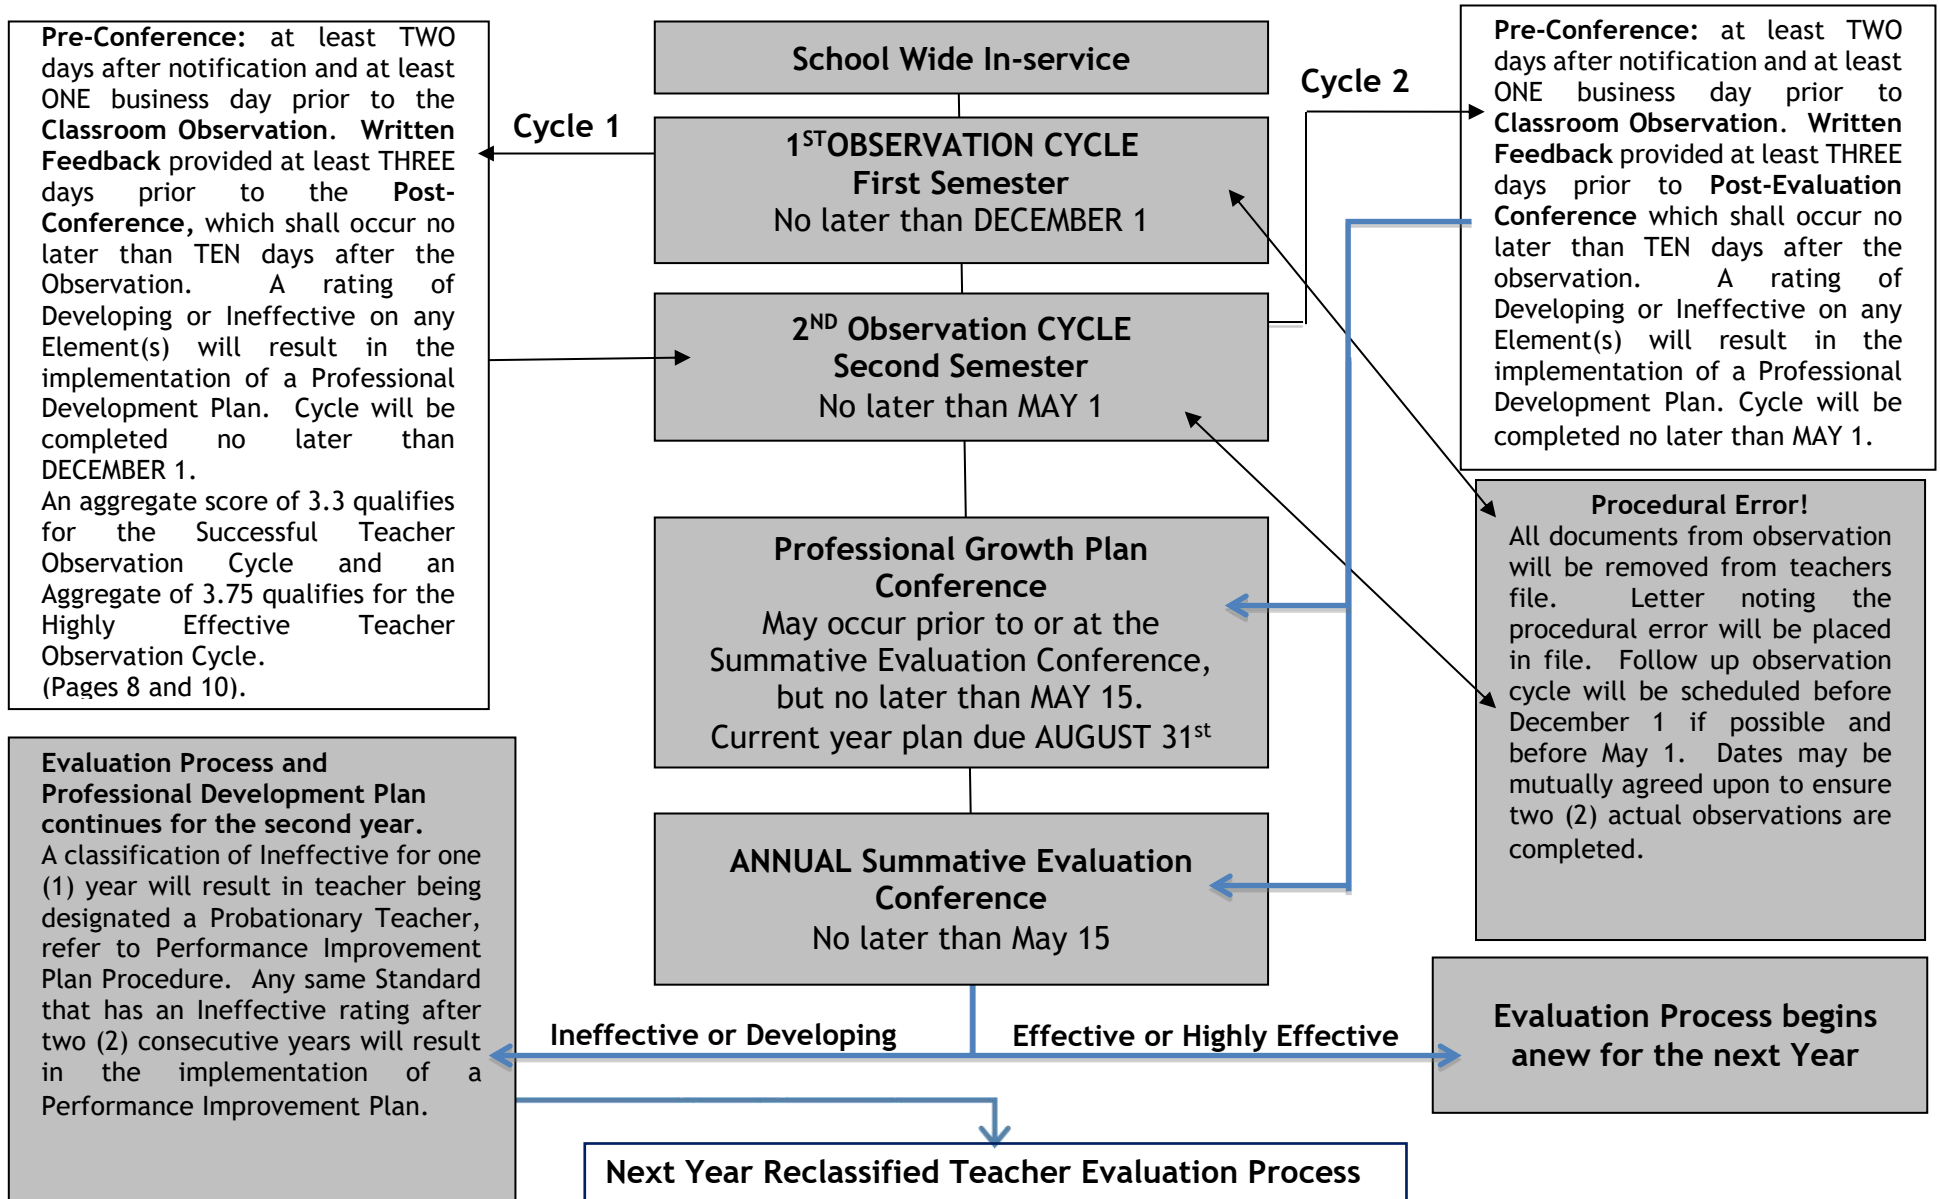 Pre-Conference: at least TWO
days after notification and at least
ONE business day prior to the
Classroom Observation. Written
Feedback provided at least THREE
days prior to the Post-
Conference, which shall occur no
later than TEN days after the
Observation. A rating of
Developing or Ineffective on any
Element(s) will result in the
implementation of a Professional
Development Plan. Cycle will be
completed no later than
DECEMBER 1.
An aggregate score of 3.3 qualifies
for the Successful Teacher
Observation Cycle and an
Aggregate of 3.75 qualifies for the
Highly Effective Teacher
Observation Cycle.
(Pages 8 and 10).
Cycle 1
School Wide In-service
1ST OBSERVATION CYCLE
First Semester
No later than DECEMBER 1
2ND Observation CYCLE
Second Semester
No later than MAY 1
Professional Growth Plan
Conference
May occur prior to or at the
Summative Evaluation Conference,
but no later than MAY 15.
Current year plan due AUGUST 31st
ANNUAL Summative Evaluation
Conference
No later than May 15
Cycle 2
Pre-Conference: at least TWO
days after notification and at least
ONE business day prior to
Classroom Observation. Written
Feedback provided at least THREE
days prior to Post-Evaluation
Conference which shall occur no
later than TEN days after the
observation. A rating of
Developing or Ineffective on any
Element(s) will result in the
implementation of a Professional
Development Plan. Cycle will be
completed no later than MAY 1.
Procedural Error!
All documents from observation
will be removed from teachers
file. Letter noting the
procedural error will be placed
in file. Follow up observation
cycle will be scheduled before
December 1 if possible and
before May 1. Dates may be
mutually agreed upon to ensure
two (2) actual observations are
completed.
Evaluation Process and
Professional Development Plan
continues for the second year.
A classification of Ineffective for one
(1) year will result in teacher being
designated a Probationary Teacher,
refer to Performance Improvement
Plan Procedure. Any same Standard
that has an Ineffective rating after
two (2) consecutive years will result
in the implementation of a
Performance Improvement Plan.
Ineffective or Developing
Effective or Highly Effective
Evaluation Process begins
anew for the next Year
Next Year Reclassified Teacher Evaluation Process